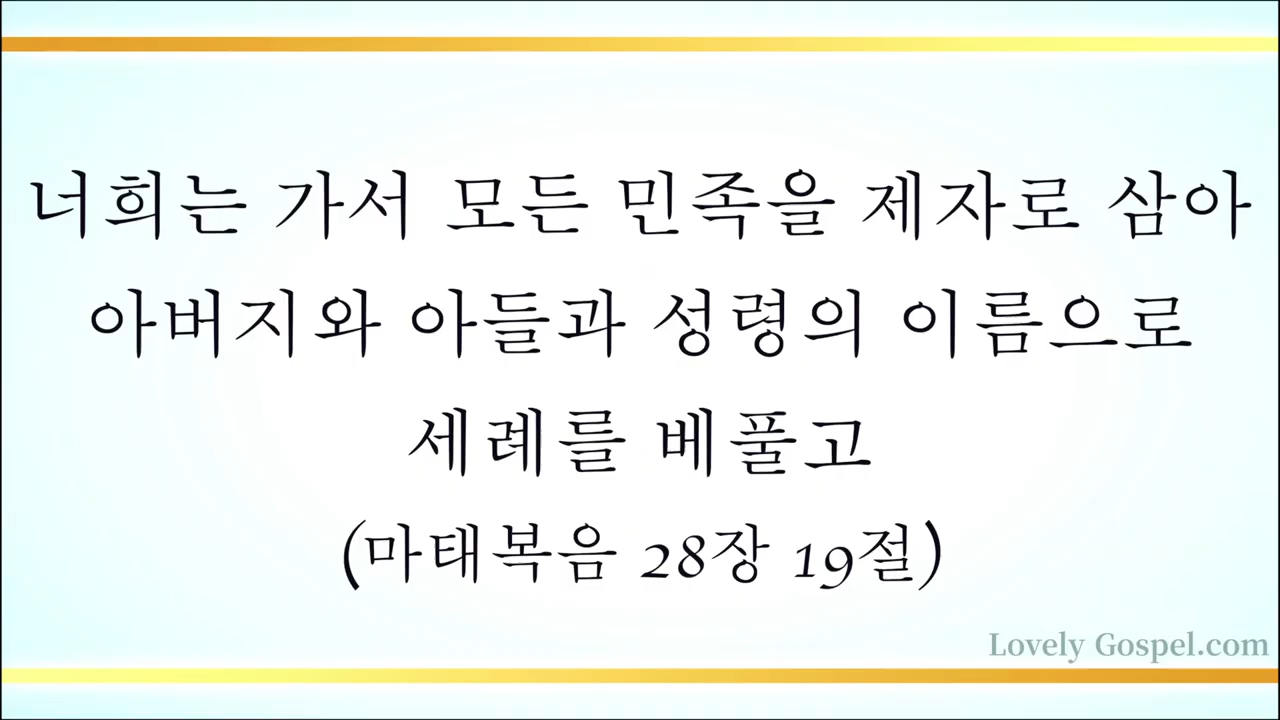 너희는 가서 모든 민족을 제자로 삼아
아버지와 아들과 성령의 이름으로
세례를 베풀고
(마태복음 28장 19절)
Lovely Gospel.com